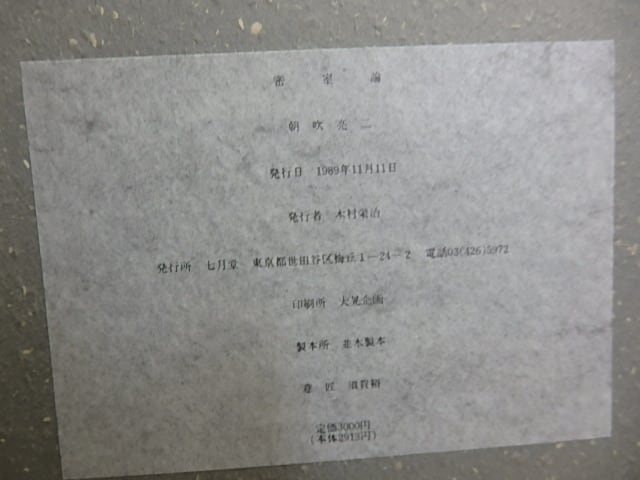 密室論
朝吹亮二
発行日 1989年11月11日
発行者 木村栄治
発行所 七月堂 東京都世田谷区梅丘1-24-2 電話03(426)5972
印刷所 大晃企画
製本所 並木製本
意匠 須賀裕
定価3000円
(本体2913円)